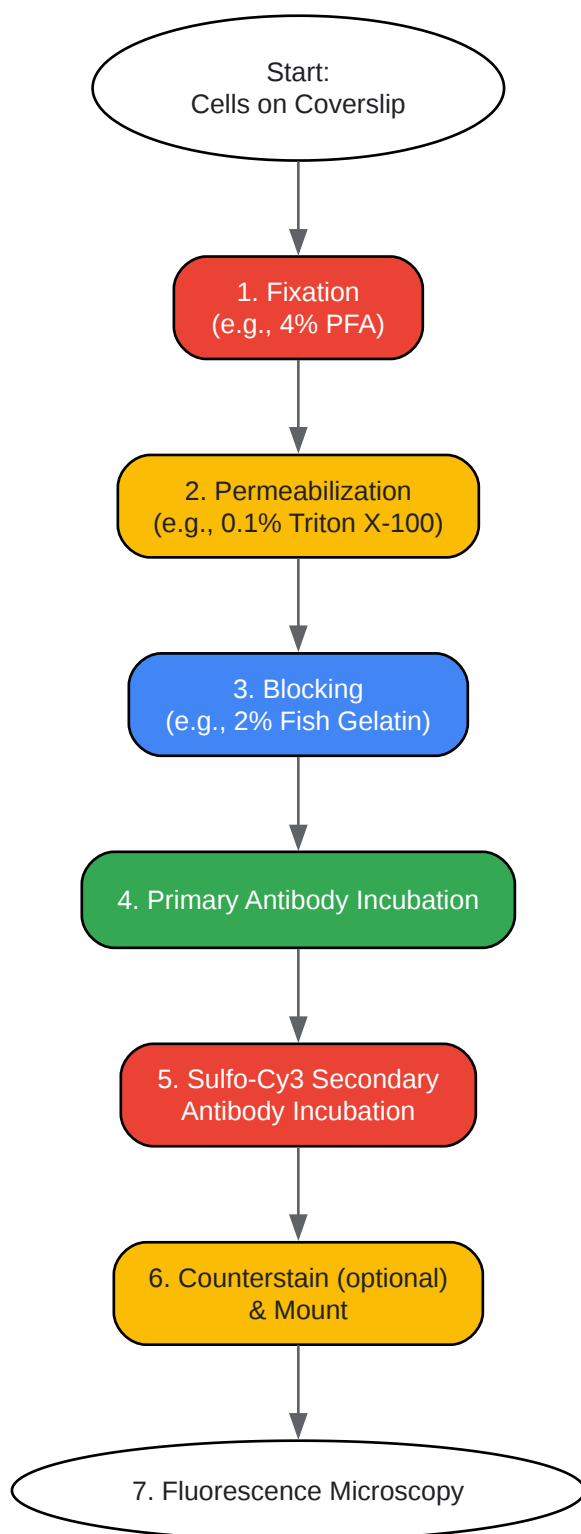 Start:
Cells on Coverslip
1. Fixation
(e.g., 4% PFA)
2. Permeabilization
(e.g., 0.1% Triton X-100)
3. Blocking
(e.g., 2% Fish Gelatin)
4. Primary Antibody Incubation
5. Sulfo-Cy3 Secondary
Antibody Incubation
6. Counterstain (optional)
& Mount
7. Fluorescence Microscopy